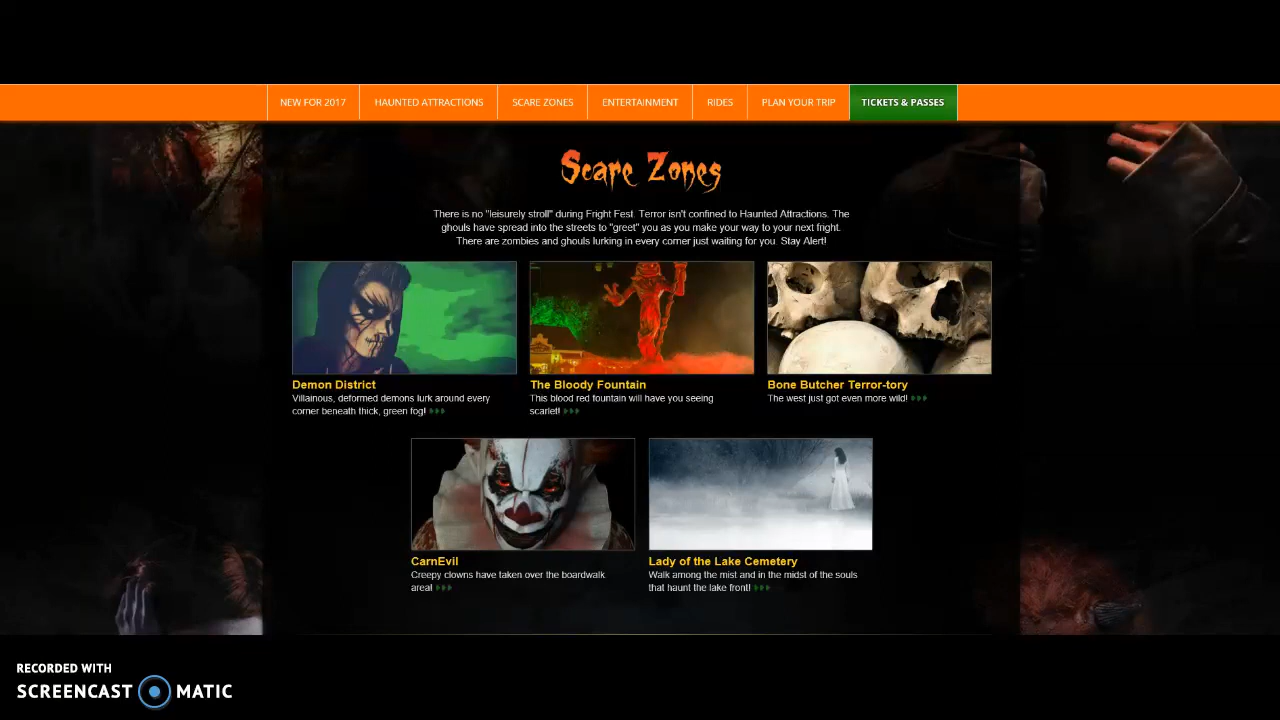 NEW FOR 2017 HAUNTED ATTRACTIONS SCARE ZONES ENTERTAINMENT RIDES PLAN YOUR TRIP TICKETS & PASSES
Scare Zones
There is no "leisurely stroll" during Fright Fest. Terror isn't confined to Haunted Attractions. The
ghouls have spread into the streets to "greet" you as you make your way to your next fright.
There are zombies and ghouls lurking in every corner just waiting for you. Stay Alert!
Demon District
Villainous, deformed demons lurk around every
corner beneath thick, green fog!
The Bloody Fountain
This blood red fountain will have you seeing
scarlet!
Bone Butcher Terror-tory
The west just got even more wild!
CarnEvil
Creepy clowns have taken over the boardwalk
area!
Lady of the Lake Cemetery
Walk among the mist and in the midst of the souls
that haunt the lake front!
RECORDED WITH
SCREENCAST MATIC